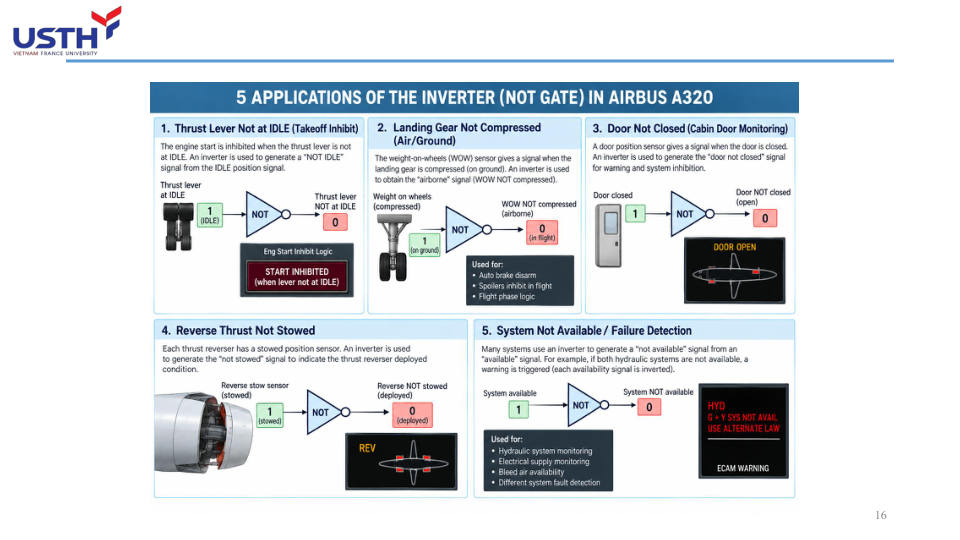 USTH
VIETNAM FRANCE UNIVERSITY
5 APPLICATIONS OF THE INVERTER (NOT GATE) IN AIRBUS A320
1. Thrust Lever Not at IDLE (Takeoff Inhibit)
The engine start is inhibited when the thrust lever is not
at IDLE. An inverter is used to generate a "NOT IDLE"
signal from the IDLE position signal.
Thrust lever
at IDLE
1
(IDLE)
NOT
Thrust lever
NOT at IDLE
0
Eng Start Inhibit Logic
START INHIBITED
(when lever not at IDLE)
2. Landing Gear Not Compressed
(Air/Ground)
The weight-on-wheels (WOW) sensor gives a signal when the
landing gear is compressed (on ground). An inverter is used
to obtain the "airborne" signal (WOW NOT compressed).
Weight on wheels
(compressed)
1
(on ground)
NOT
WOW NOT compressed
(airborne)
0
(in flight)
Used for:
• Auto brake disarm
• Spoilers inhibit in flight
• Flight phase logic
3. Door Not Closed (Cabin Door Monitoring)
A door position sensor gives a signal when the door is closed.
An inverter is used to generate the "door not closed" signal
for warning and system inhibition.
Door closed
1
NOT
Door NOT closed
(open)
0
DOOR OPEN
4. Reverse Thrust Not Stowed
Each thrust reverser has a stowed position sensor. An inverter is used
to generate the "not stowed" signal to indicate the thrust reverser deployed
condition.
Reverse stow sensor
(stowed)
1
(stowed)
NOT
Reverse NOT stowed
(deployed)
0
(deployed)
REV
5. System Not Available / Failure Detection
Many systems use an inverter to generate a "not available" signal from an
"available" signal. For example, if both hydraulic systems are not available, a
warning is triggered (each availability signal is inverted).
System available
1
NOT
System NOT available
0
Used for:
• Hydraulic system monitoring
• Electrical supply monitoring
• Bleed air availability
• Different system fault detection
HYD
G + Y SYS NOT AVAIL
USE ALTERNATE LAW
ECAM WARNING
16